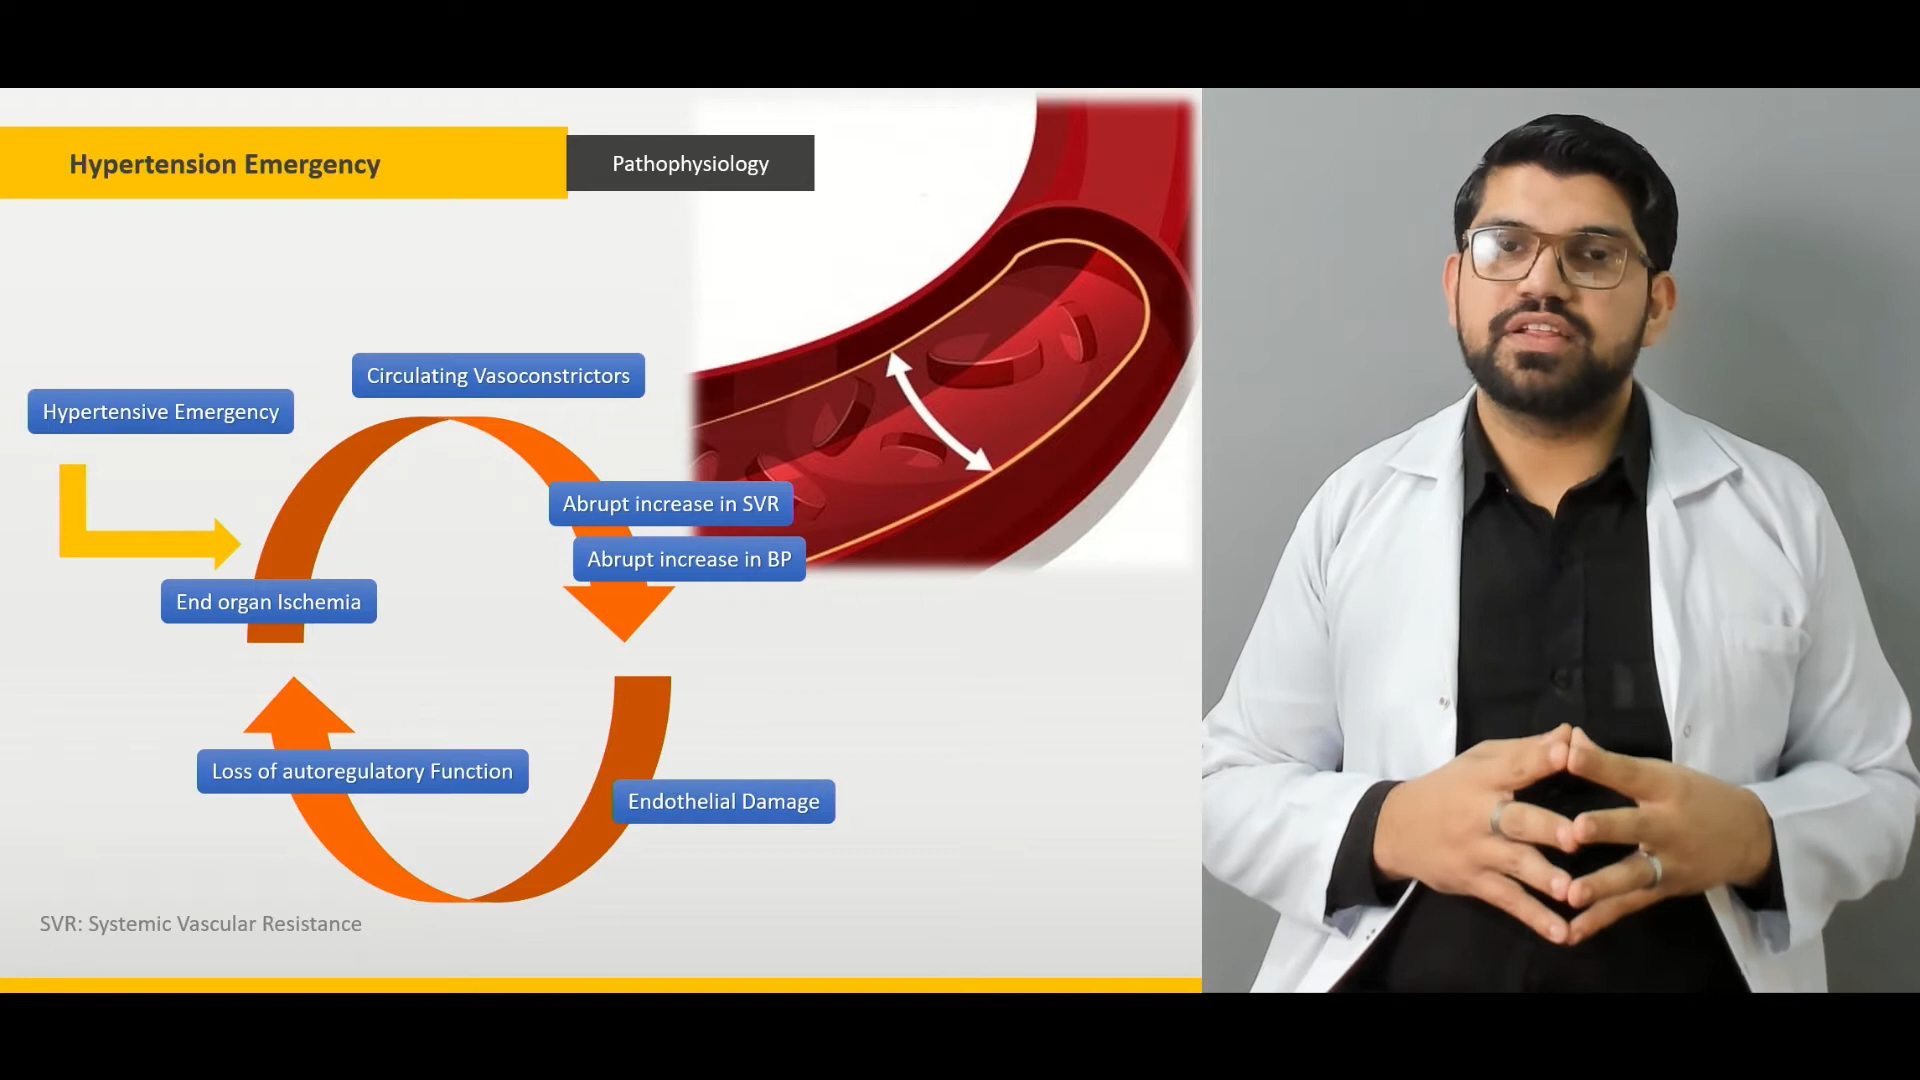 Hypertension Emergency
Pathophysiology
Circulating Vasoconstrictors
Hypertensive Emergency
Abrupt increase in SVR
Abrupt increase in BP
End organ Ischemia
Loss of autoregulatory Function
Endothelial Damage
SVR: Systemic Vascular Resistance